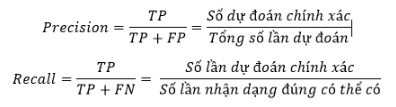 Precision = TP / (TP + FP) = Số dự đoán chính xác / Tổng số lần dự đoán
Recall = TP / (TP + FN) = Số lần dự đoán chính xác / Số lần nhận dạng đúng có thể có